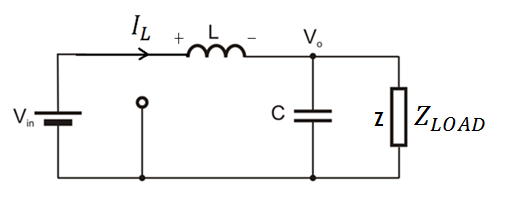 I_L
+ L −
V_o
V_in
C
Z Z_LOAD